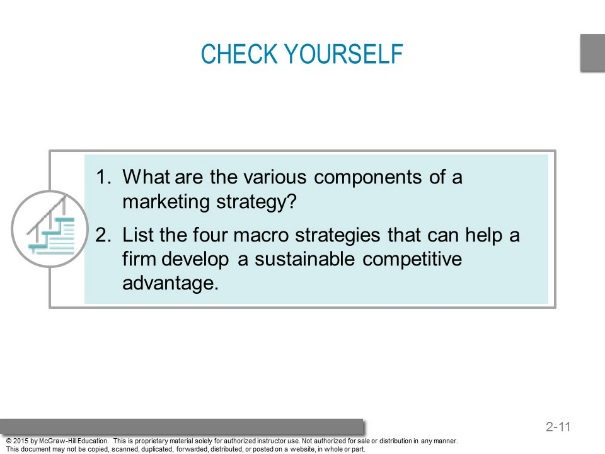 CHECK YOURSELF
1. What are the various components of a
marketing strategy?
2. List the four macro strategies that can help a
firm develop a sustainable competitive
advantage.
2-11
© 2015 by McGraw-Hill Education. This is proprietary material solely for authorized instructor use. Not authorized for sale or distribution in any manner.
This document may not be copied, scanned, duplicated, forwarded, distributed, or posted on a website, in whole or part.